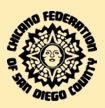 CHICANO FEDERATION
OF SAN DIEGO COUNTY